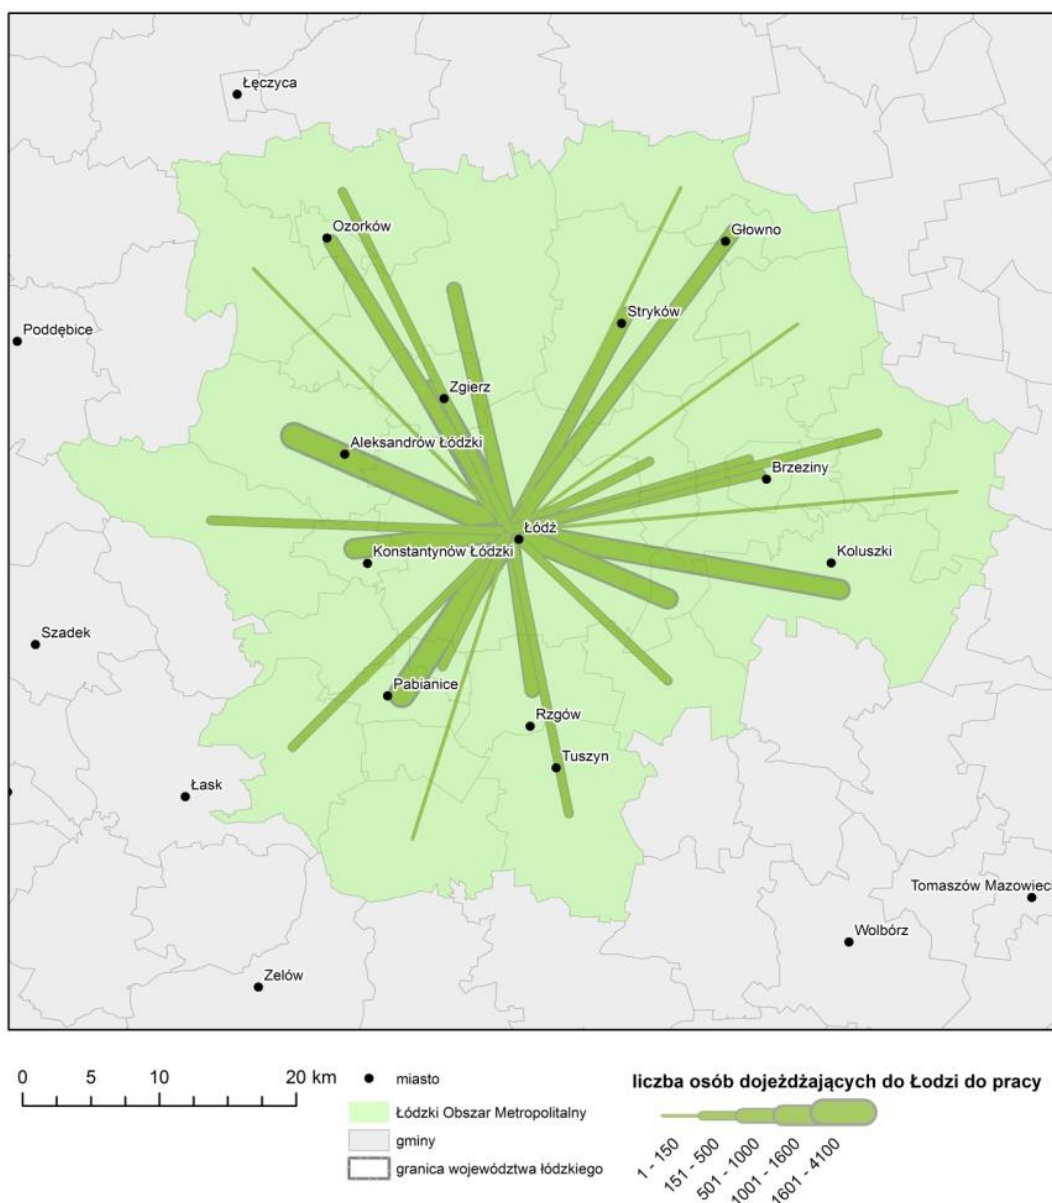 Łęczyca
Ozorków
Głowno
Stryków
Poddębice
Zgierz
Aleksandrów Łódzki
Brzeziny
Łódź
Konstantynów Łódzki
Koluszki
Szadek
Pabianice
Rzgów
Tuszyn
Łask
Tomaszów Mazowieck
Wolbórz
Zelów
0 5 10 20 km
miasto
Łódzki Obszar Metropolitalny
gminy
granica województwa łódzkiego
liczba osób dojeżdżających do Łodzi do pracy
1 - 150
151 - 500
501 - 1000
1001 - 1600
1601 - 4100